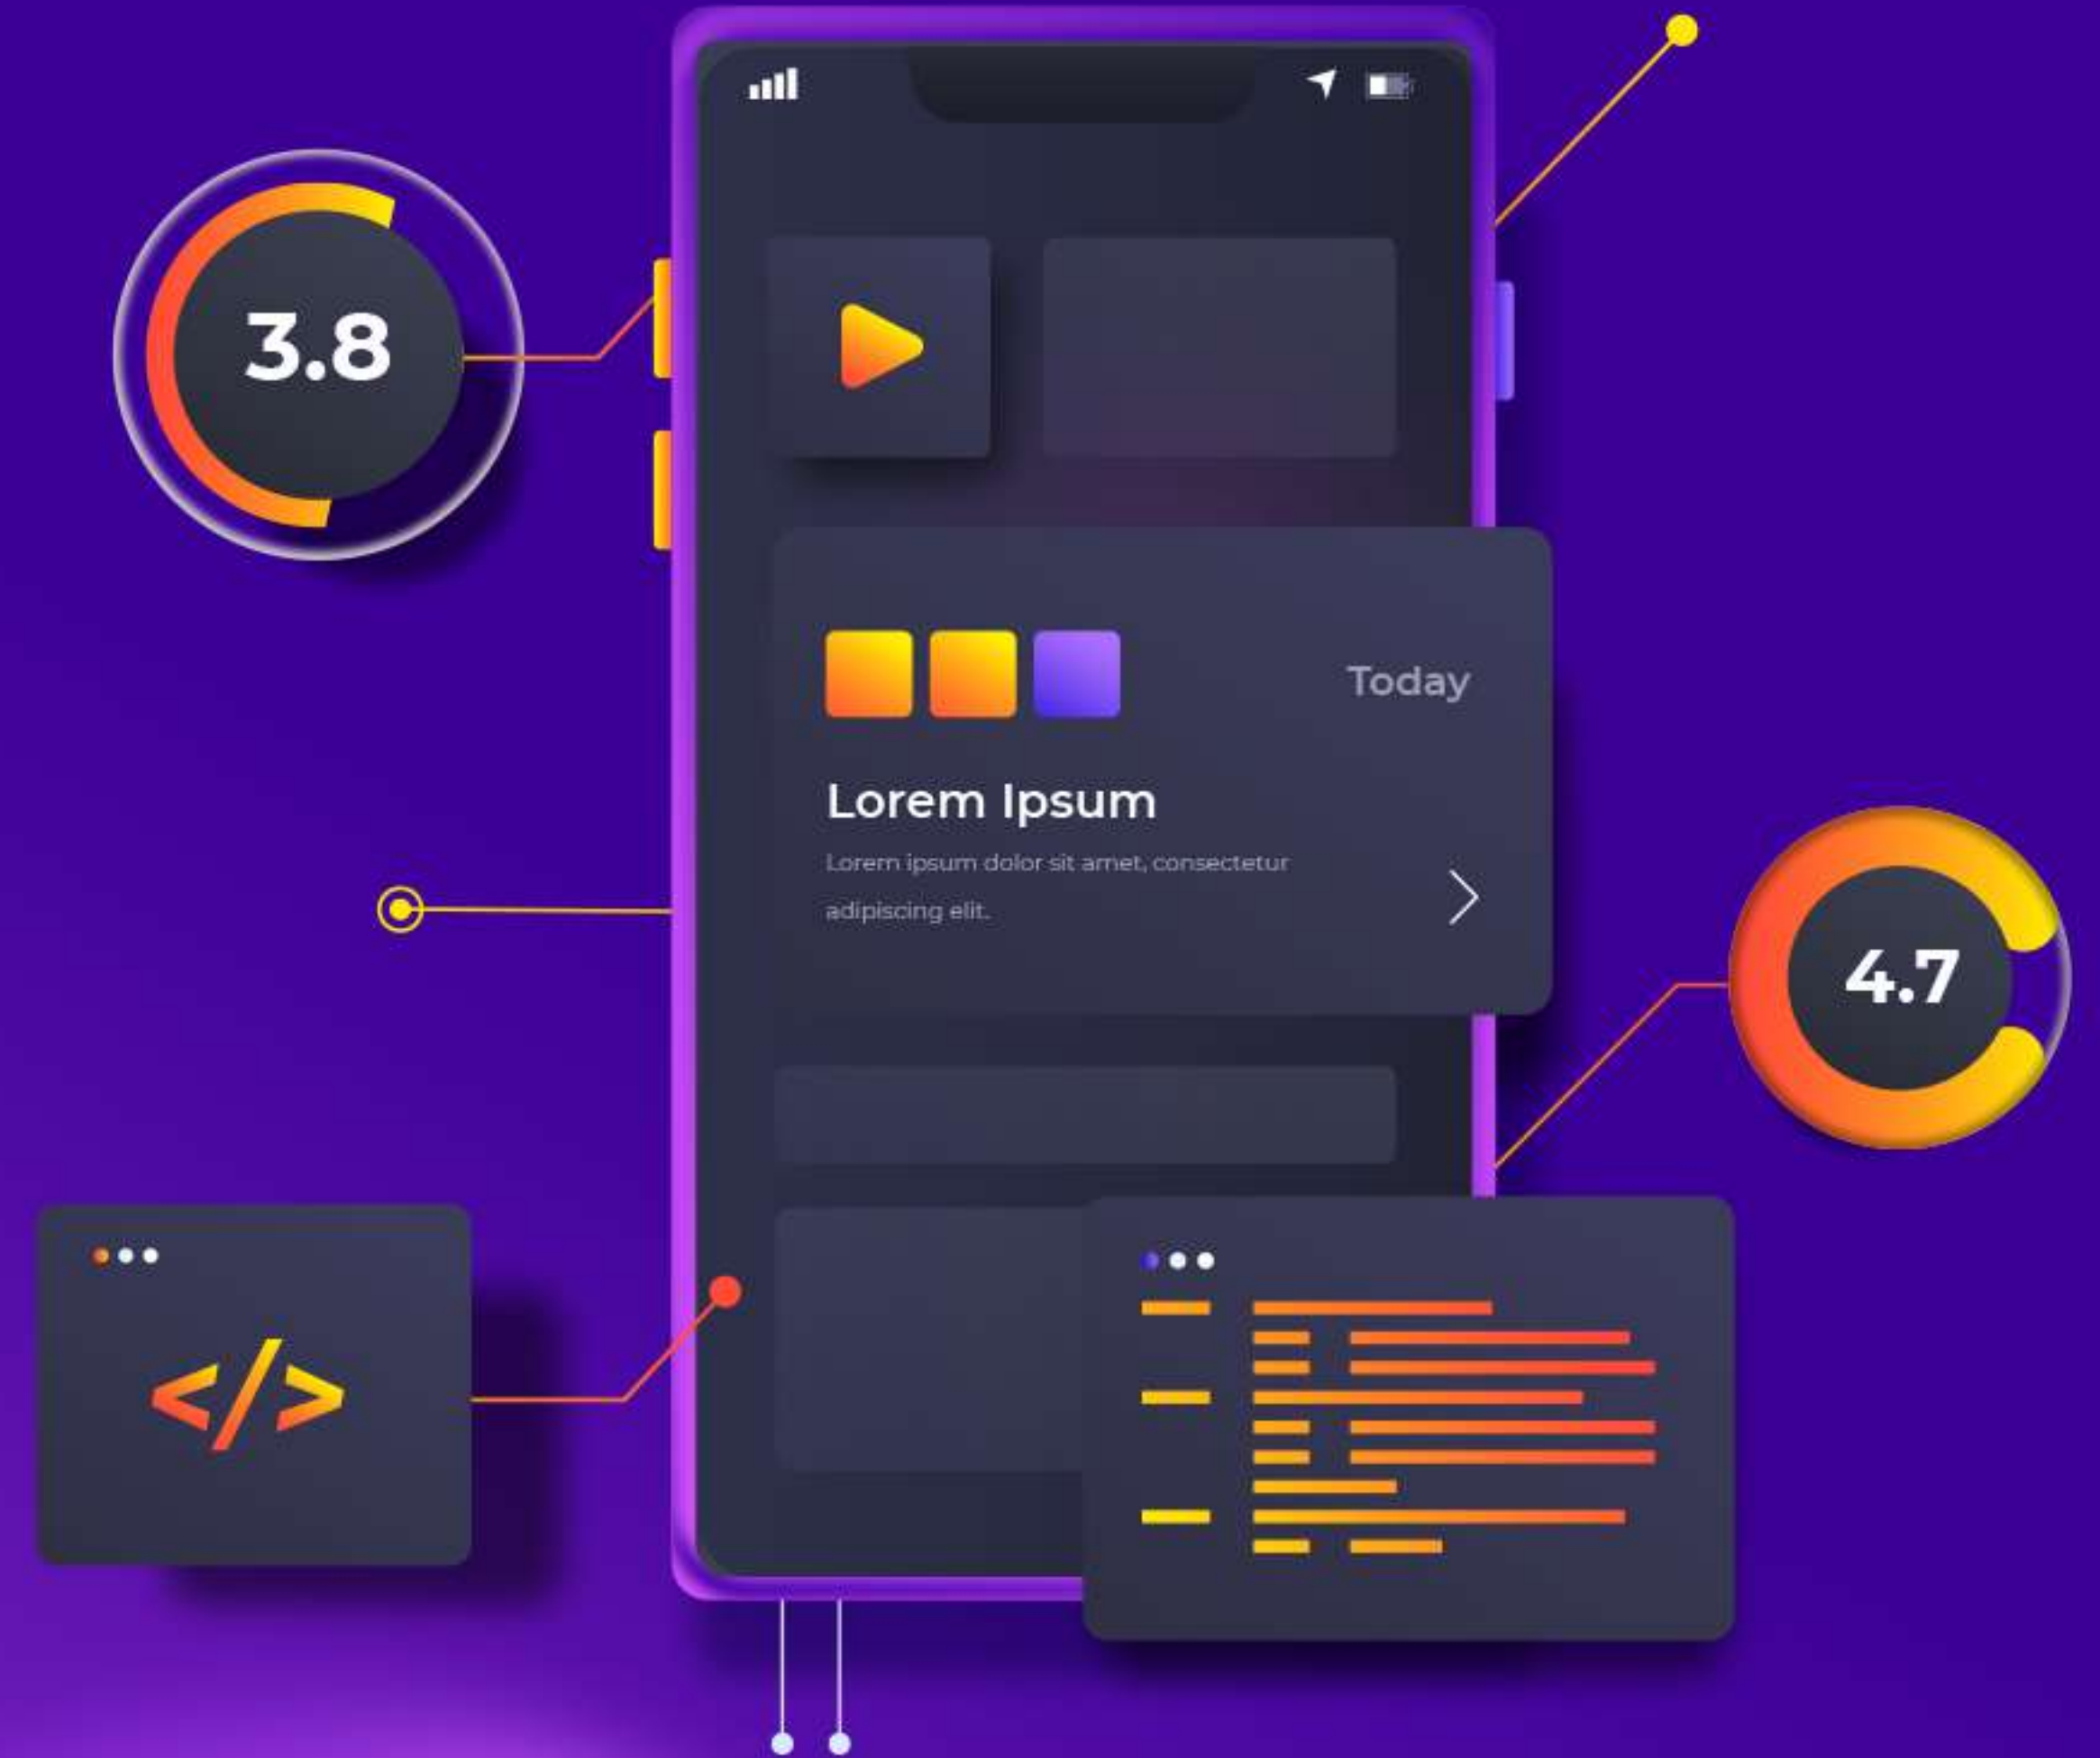 3.8
Today
Lorem Ipsum
Lorem ipsum dolor sit amet, consectetur
adipiscing elit.
4.7
</>